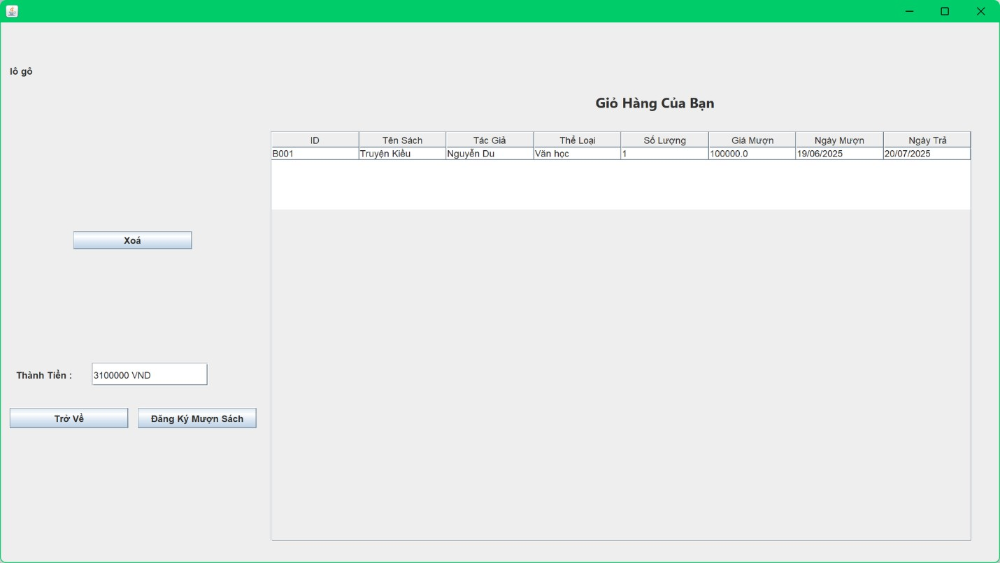 lô gô
Giỏ Hàng Của Bạn
ID Tên Sách Tác Giả Thể Loại Số Lượng Giá Mượn Ngày Mượn Ngày Trả
B001 Truyện Kiều Nguyễn Du Văn học 1 100000.0 19/06/2025 20/07/2025
Xoá
Thành Tiền : 3100000 VND
Trở Về Đăng Ký Mượn Sách